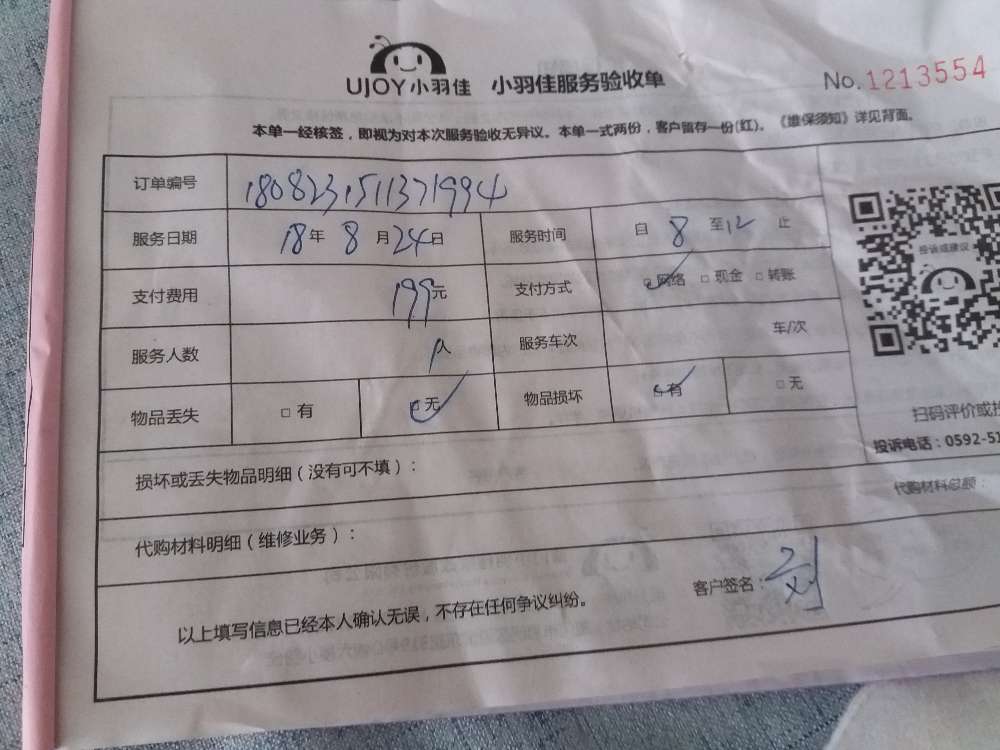 UJOY小羽佳 小羽佳服务验收单 No.1213554
本单一经核签，即视为对本次服务验收无异议。本单一式两份，客户留存一份(红)。《维保须知》详见背面。
订单编号 180823151137199​4
服务日期 18年8月24日 服务时间 自8至12止
支付费用 199元 支付方式 □网络 □现金 □转账
投诉或建议
服务人数 服务车次 车/次
物品丢失 □有 □无 物品损坏 □有 □无
扫码评价或投
投诉电话：0592-51
损坏或丢失物品明细（没有可不填）：
代购材料总额：
代购材料明细（维修业务）：
客户签名：刘
以上填写信息已经本人确认无误，不存在任何争议纠纷。